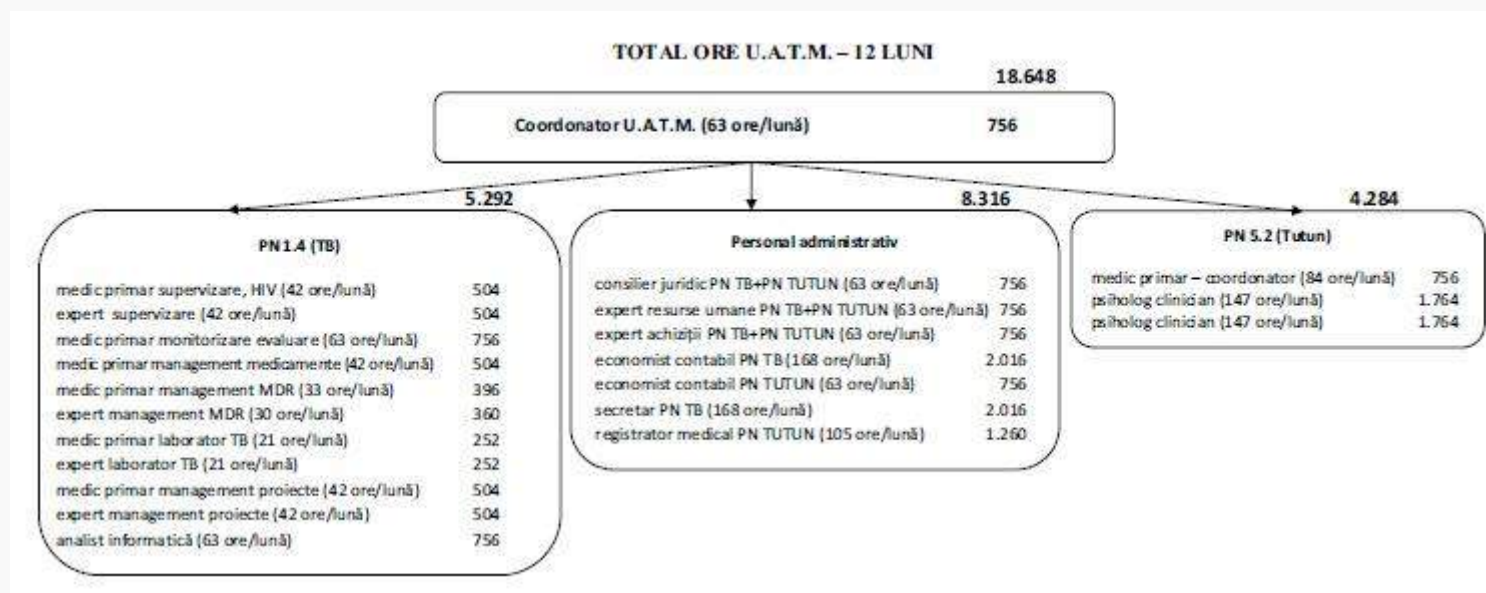 TOTAL ORE U.A.T.M. – 12 LUNI
18.648
Coordonator U.A.T.M. (63 ore/lună) 756
5.292
PN 1.4 (TB)
medic primar supervizare, HIV (42 ore/lună) 504
expert supervizare (42 ore/lună) 504
medic primar monitorizare evaluare (63 ore/lună) 756
medic primar management medicamente (42 ore/lună) 504
medic primar management MDR (33 ore/lună) 396
expert management MDR (30 ore/lună) 360
medic primar laborator TB (21 ore/lună) 252
expert laborator TB (21 ore/lună) 252
medic primar management proiecte (42 ore/lună) 504
expert management proiecte (42 ore/lună) 504
analist informatică (63 ore/lună) 756
8.316
Personal administrativ
consilier juridic PN TB+PN TUTUN (63 ore/lună) 756
expert resurse umane PN TB+PN TUTUN (63 ore/lună) 756
expert achiziții PN TB+PN TUTUN (63 ore/lună) 756
economist contabil PN TB (168 ore/lună) 2.016
economist contabil PN TUTUN (63 ore/lună) 756
secretar PN TB (168 ore/lună) 2.016
registrator medical PN TUTUN (105 ore/lună) 1.260
4.284
PN 5.2 (Tutun)
medic primar – coordonator (84 ore/lună) 756
psiholog clinician (147 ore/lună) 1.764
psiholog clinician (147 ore/lună) 1.764